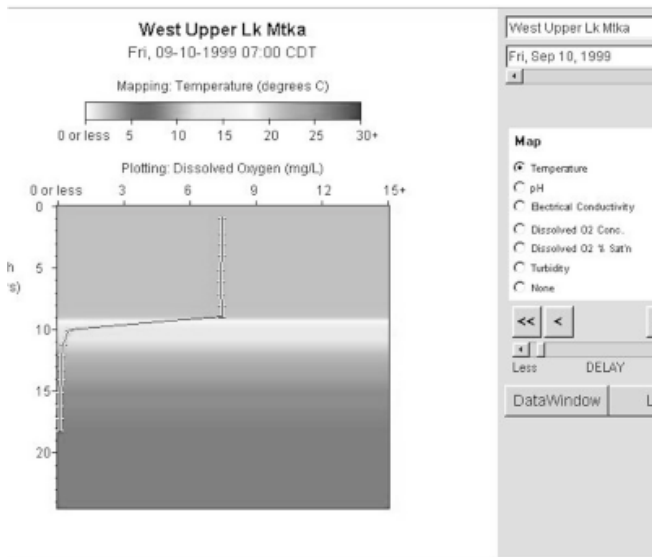 West Upper Lk Mtka
Fri, 09-10-1999 07:00 CDT
Mapping: Temperature (degrees C)
0 or less 5 10 15 20 25 30+
Plotting: Dissolved Oxygen (mg/L)
0 or less 3 6 9 12 15+
0
5
h
s)
10
15
20
West Upper Lk Mtka
Fri, Sep 10, 1999
Map
Temperature
pH
Electrical Conductivity
Dissolved O2 Conc.
Dissolved O2 % Sat'n
Turbidity
None
<< <
Less DELAY
DataWindow L